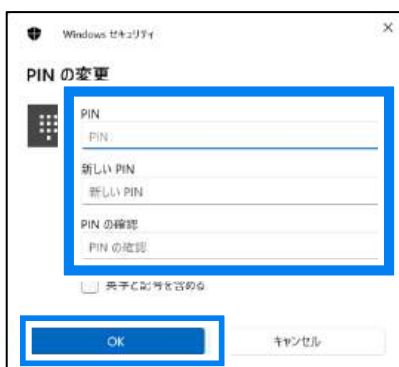 Windows セキュリティ
PIN の変更
PIN
PIN
新しい PIN
新しい PIN
PIN の確認
PIN の確認
英字と記号を含める
OK
キャンセル